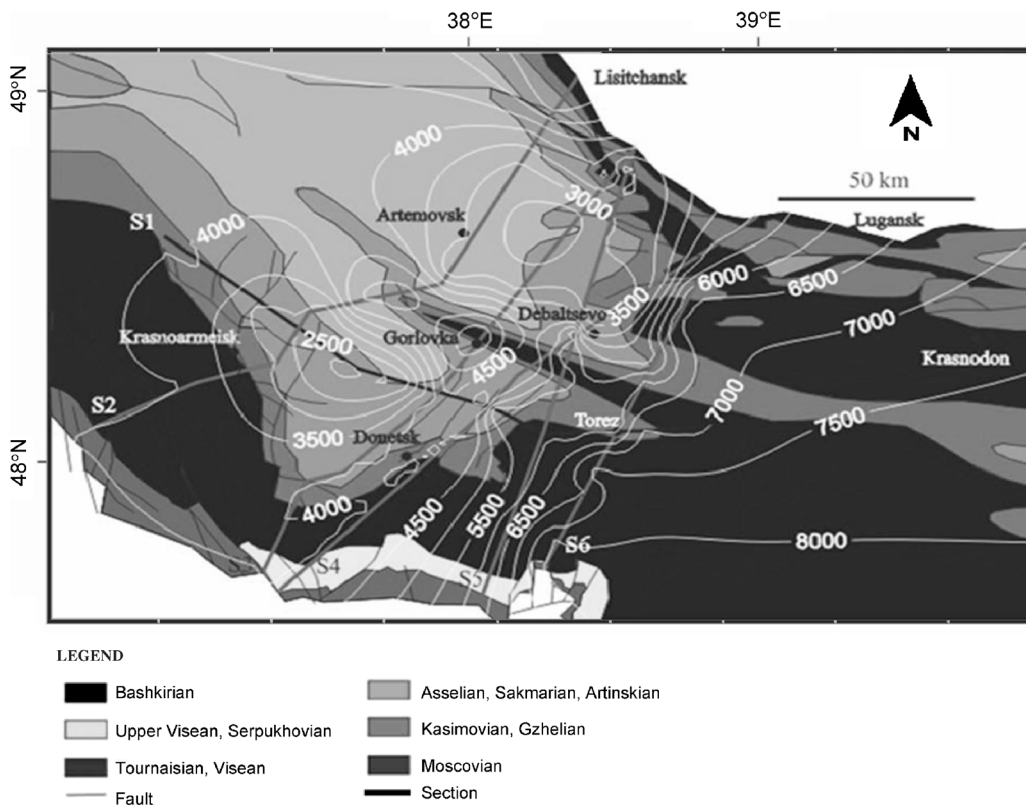 38°E
39°E
49°N
48°N
Lisitchansk
N
50 km
Lugansk
4000
3000
Artemovsk
S1
4000
6000
6500
Debaltsevo
3500
7000
Krasnoarmeisk
2500
Gorlovka
4500
Krasnodon
S2
7000
Torez
7500
3500
Donetsk
4000
4500
5500
6500
S6
8000
S4
S5
LEGEND
Bashkirian
Asselian, Sakmarian, Artinskian
Upper Visean, Serpukhovian
Kasimovian, Gzhelian
Tournaisian, Visean
Moscovian
Fault
Section